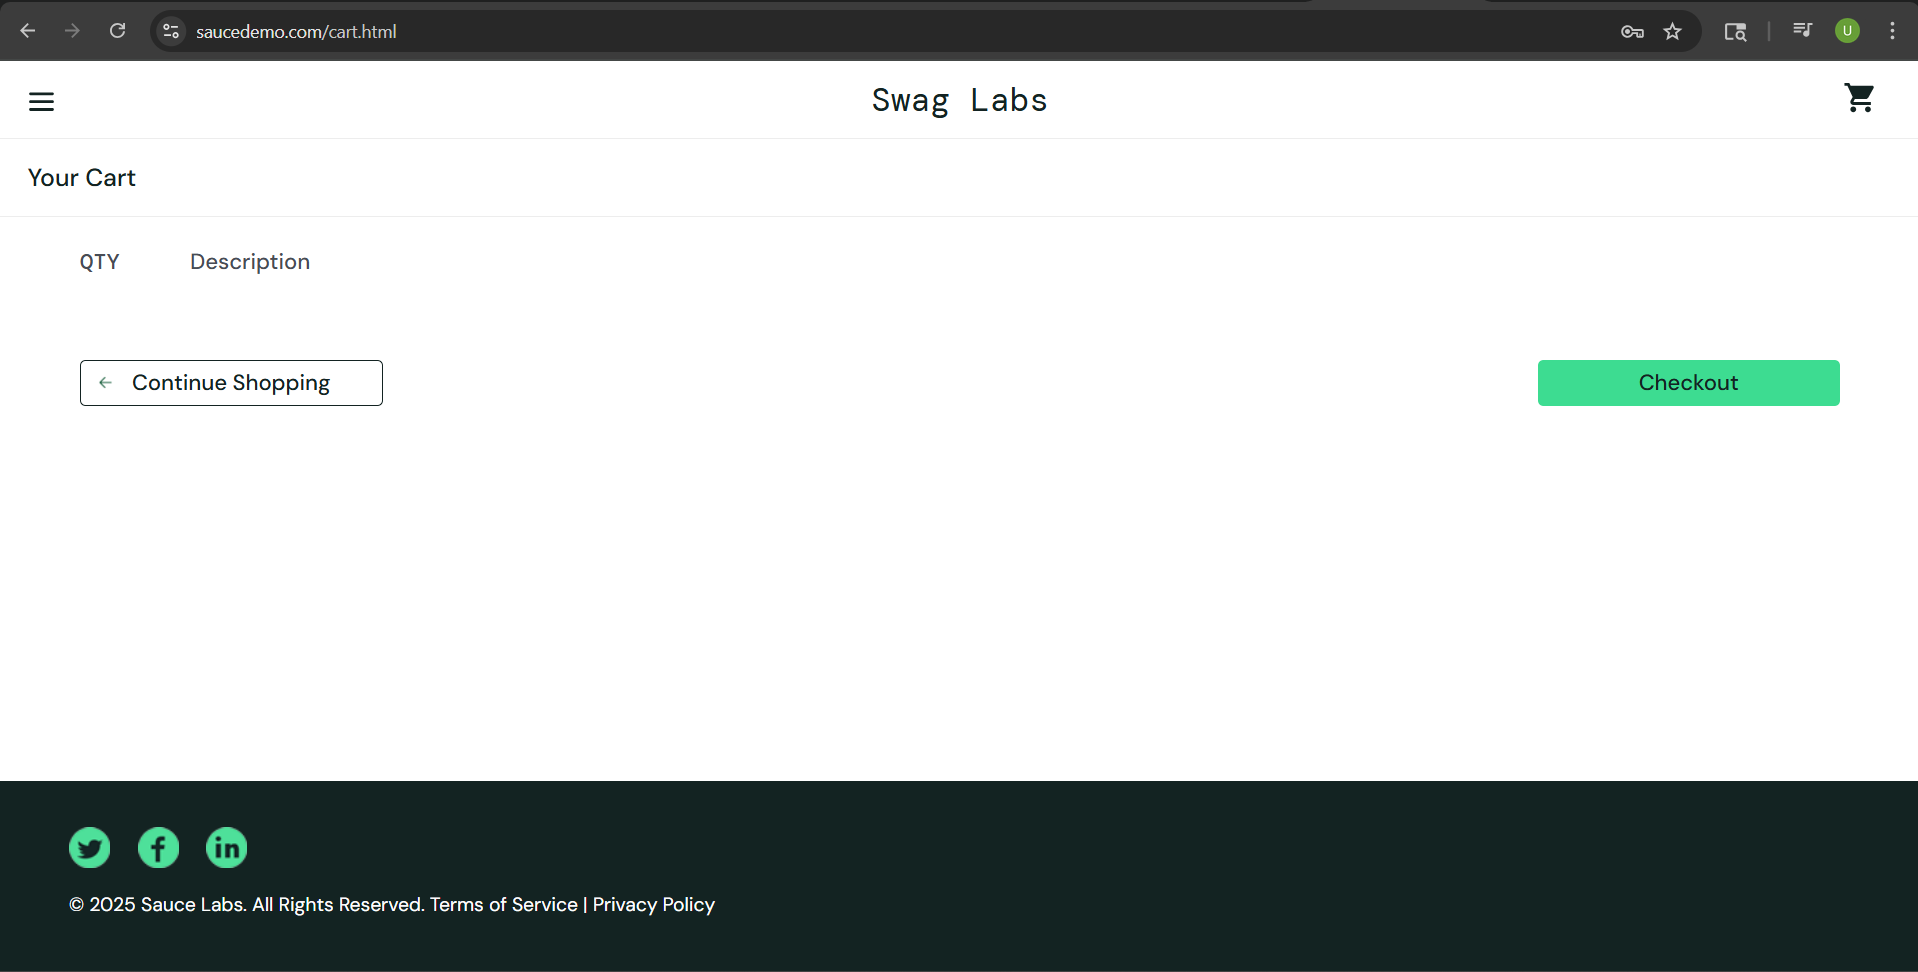 saucedemo.com/cart.html
U
Swag Labs
Your Cart
QTY Description
Continue Shopping
Checkout
© 2025 Sauce Labs. All Rights Reserved. Terms of Service | Privacy Policy